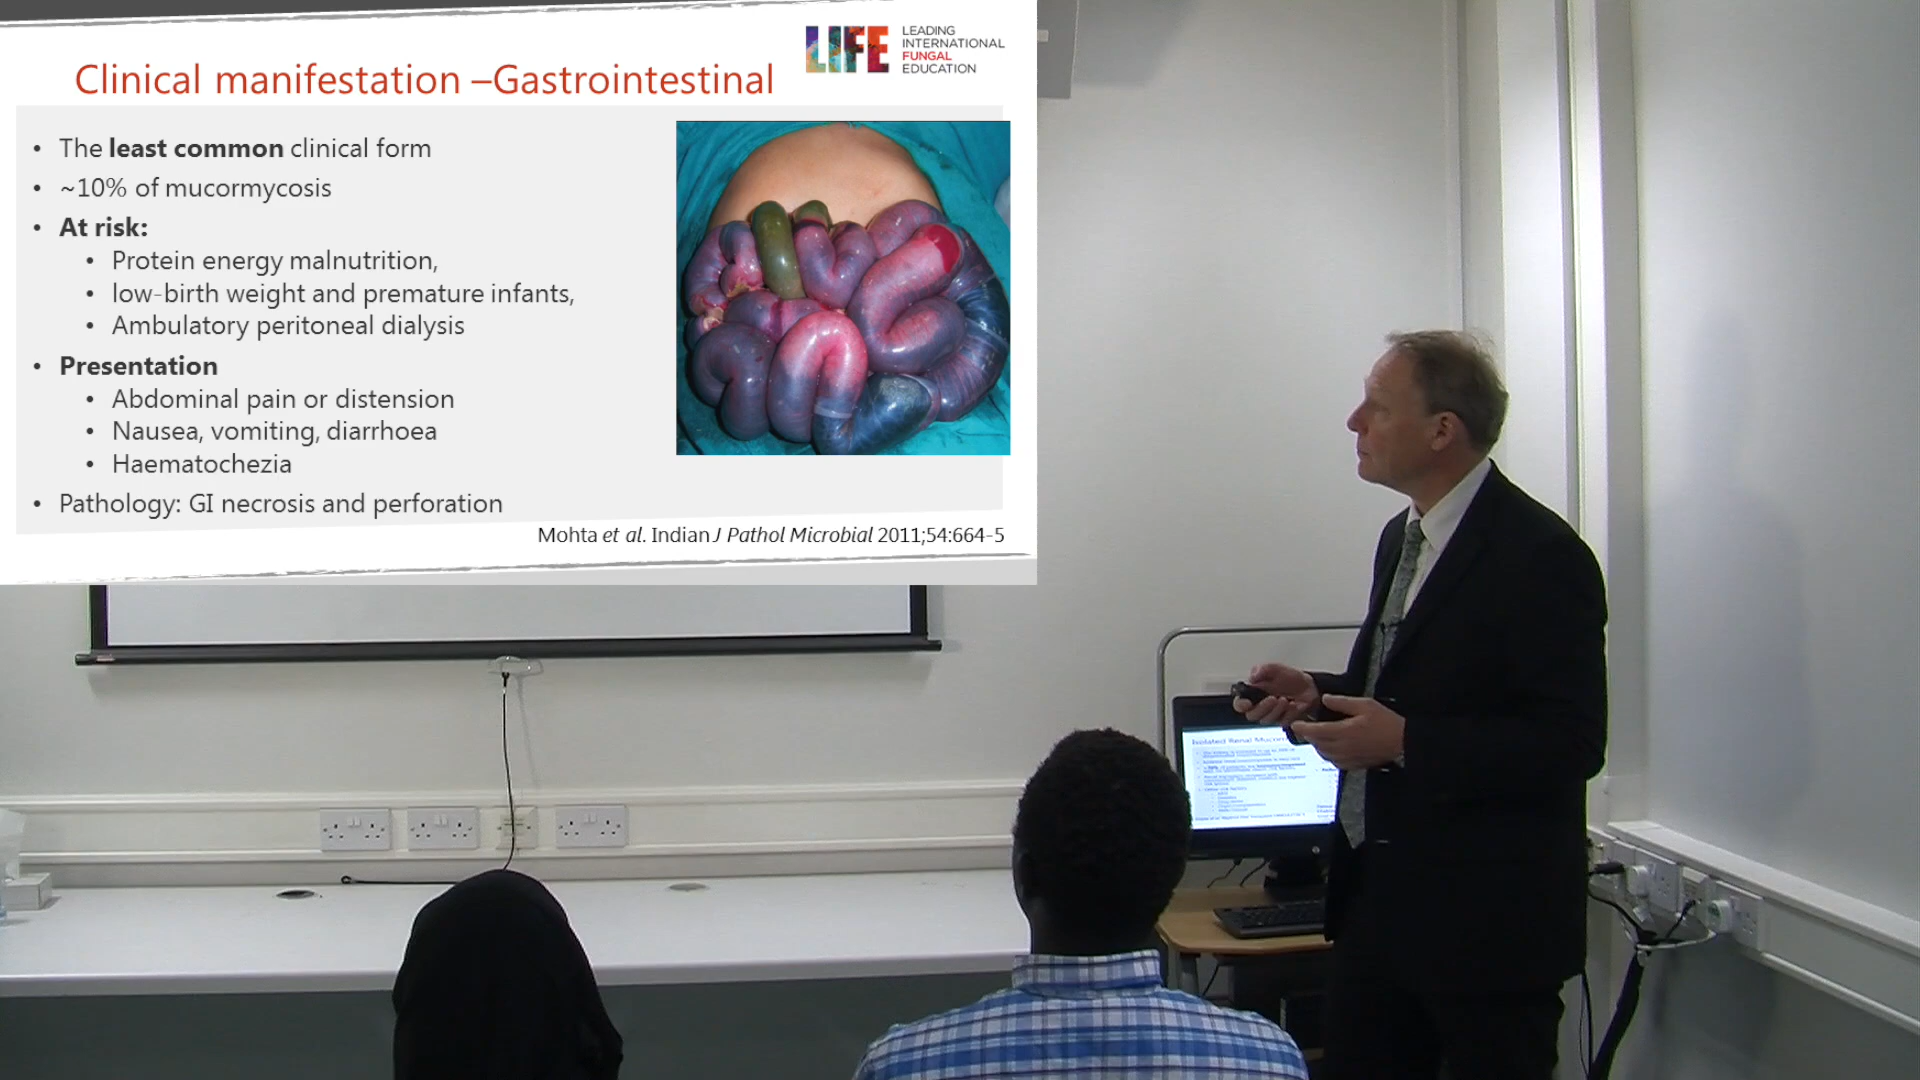 LIFE
LEADING
INTERNATIONAL
FUNGAL
EDUCATION
Clinical manifestation –Gastrointestinal
• The least common clinical form
• ~10% of mucormycosis
• At risk:
• Protein energy malnutrition,
• low-birth weight and premature infants,
• Ambulatory peritoneal dialysis
• Presentation
• Abdominal pain or distension
• Nausea, vomiting, diarrhoea
• Haematochezia
• Pathology: GI necrosis and perforation
Mohta et al. Indian J Pathol Microbial 2011;54:664-5
Isolated Renal